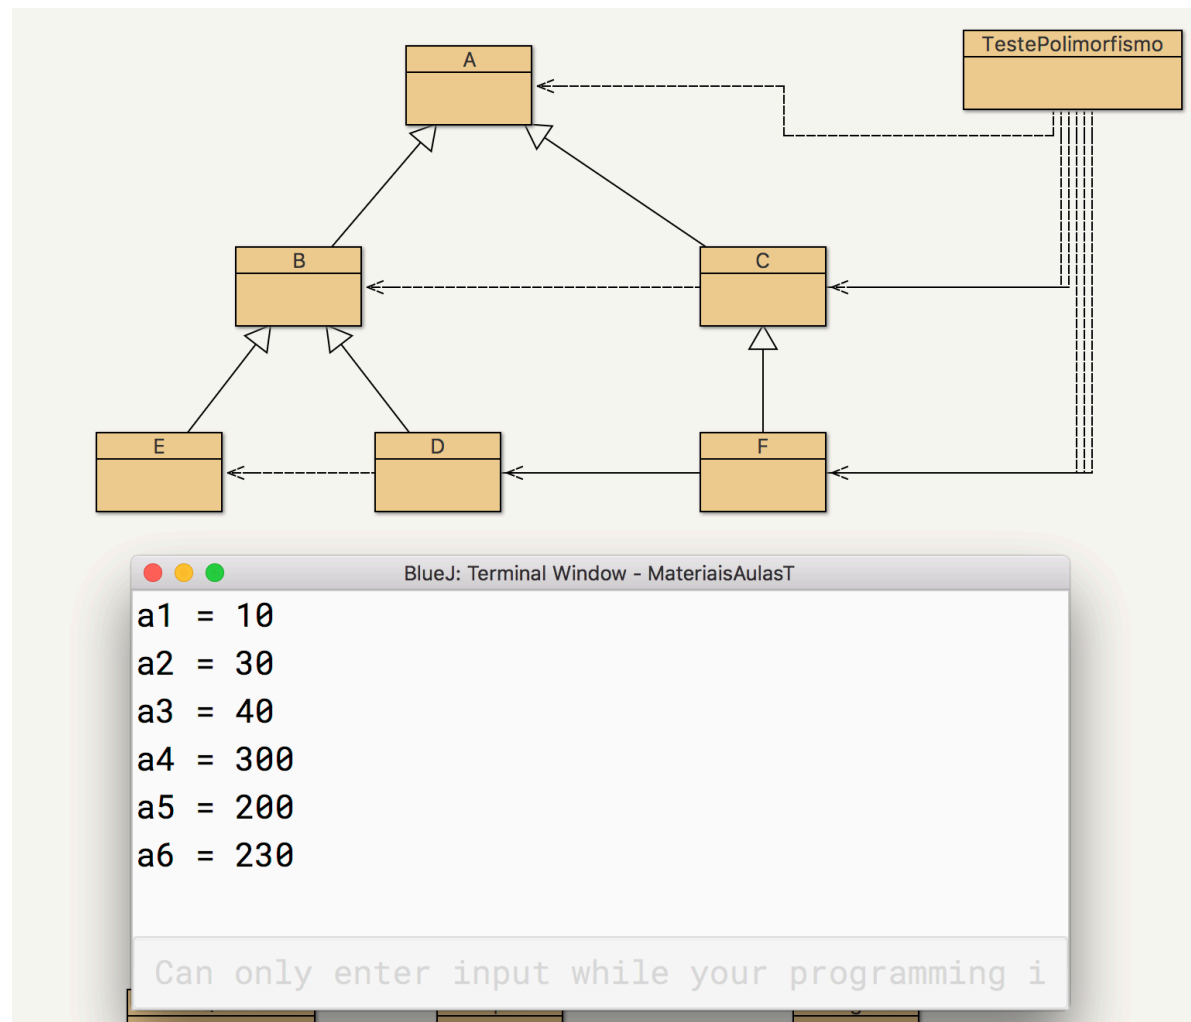 A
TestePolimorfismo
B
C
E
D
F
BlueJ: Terminal Window - MateriaisAulasT
a1 = 10
a2 = 30
a3 = 40
a4 = 300
a5 = 200
a6 = 230
Can only enter input while your programming i